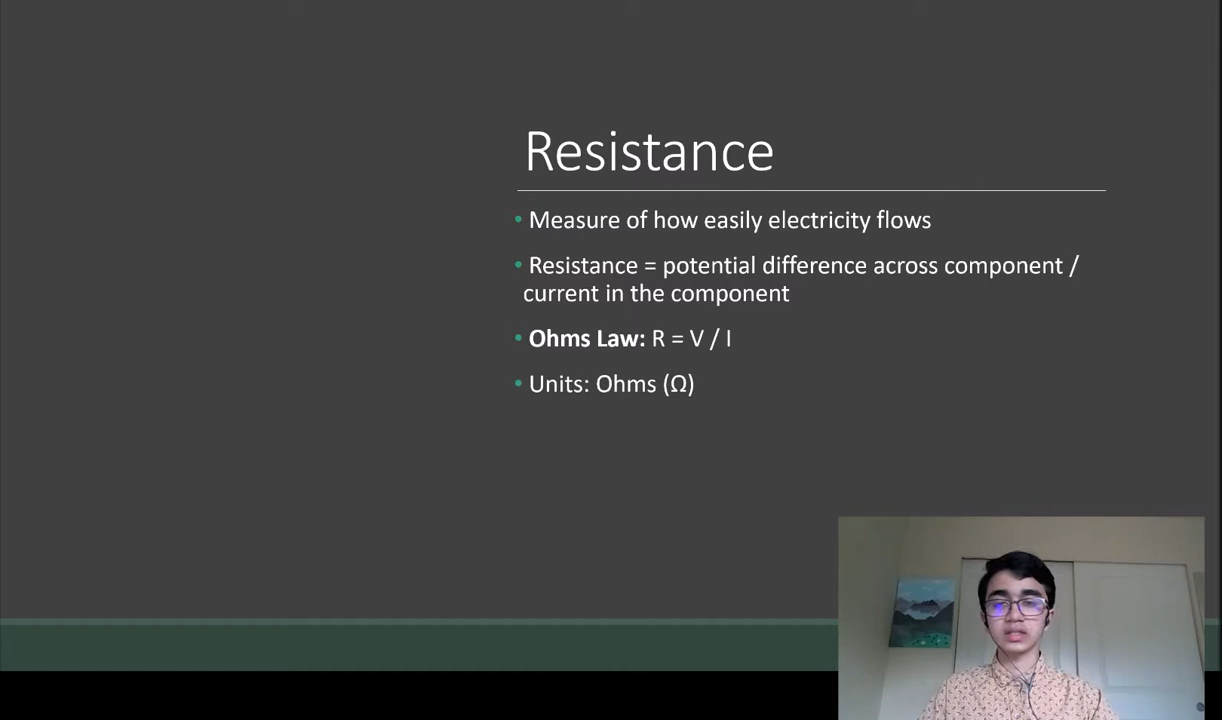 Resistance
• Measure of how easily electricity flows
• Resistance = potential difference across component /
current in the component
• Ohms Law: R = V / I
• Units: Ohms (Ω)